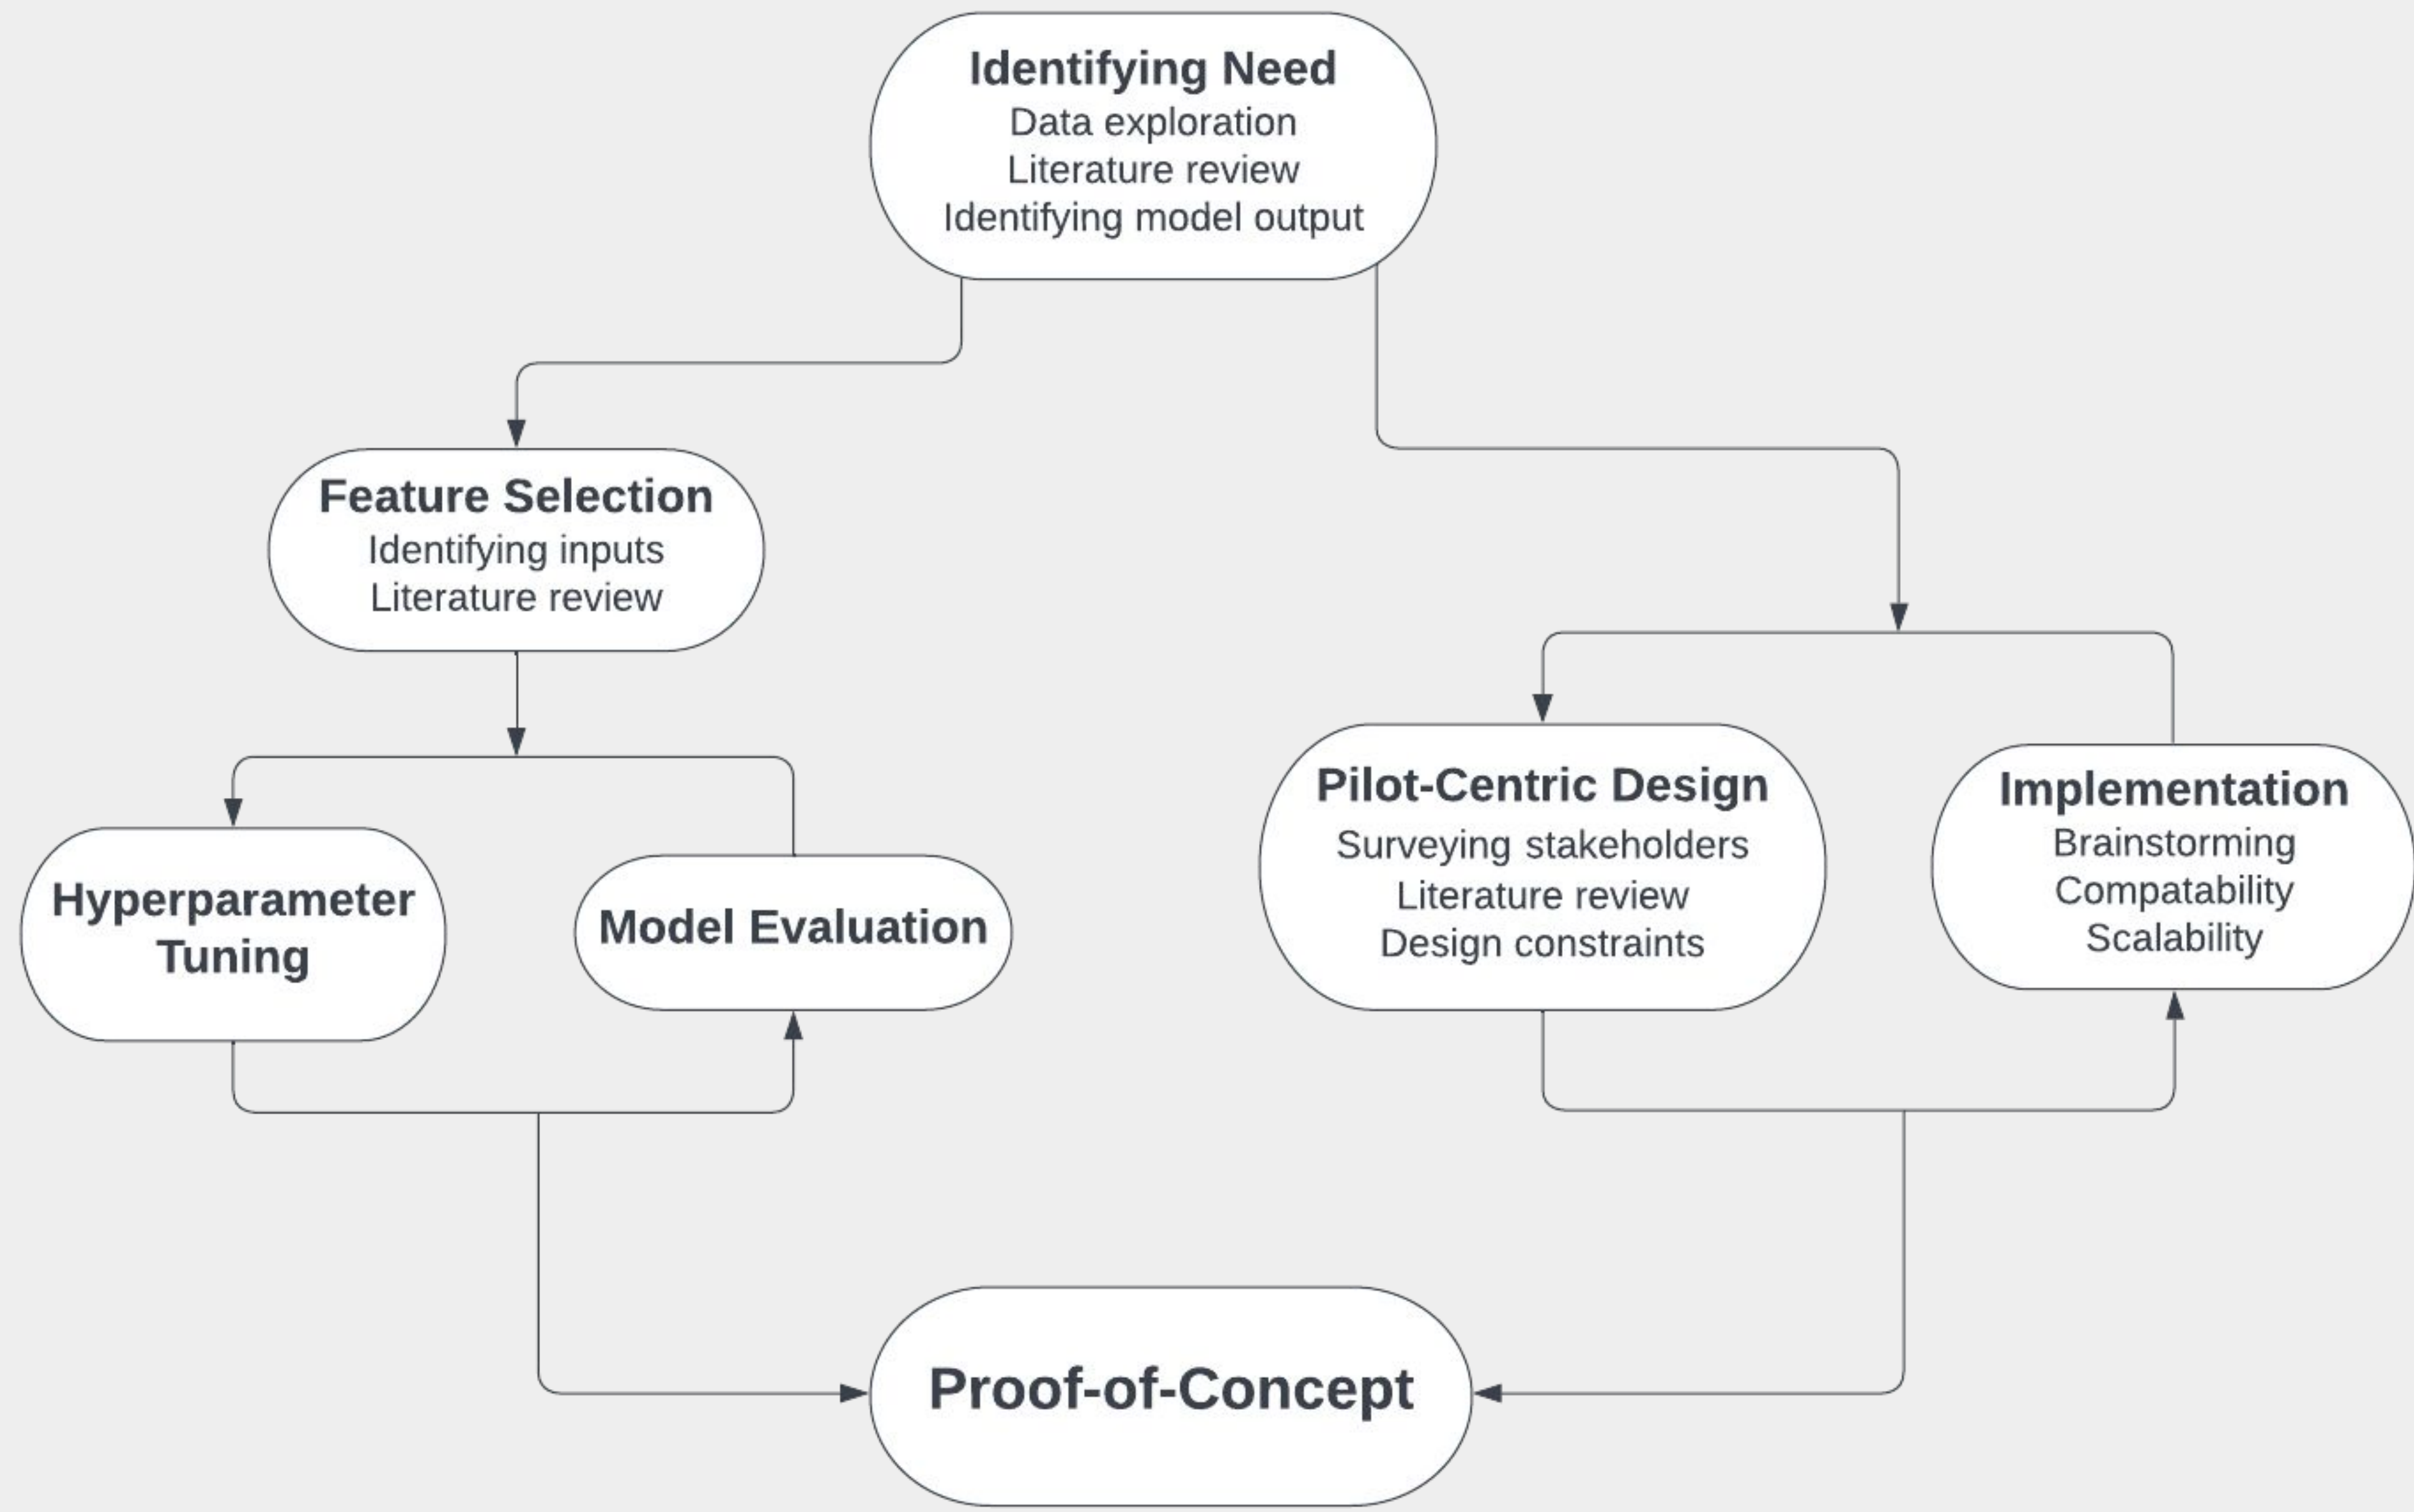 Identifying Need
Data exploration
Literature review
Identifying model output
Feature Selection
Identifying inputs
Literature review
Hyperparameter
Tuning
Model Evaluation
Pilot-Centric Design
Surveying stakeholders
Literature review
Design constraints
Implementation
Brainstorming
Compatability
Scalability
Proof-of-Concept